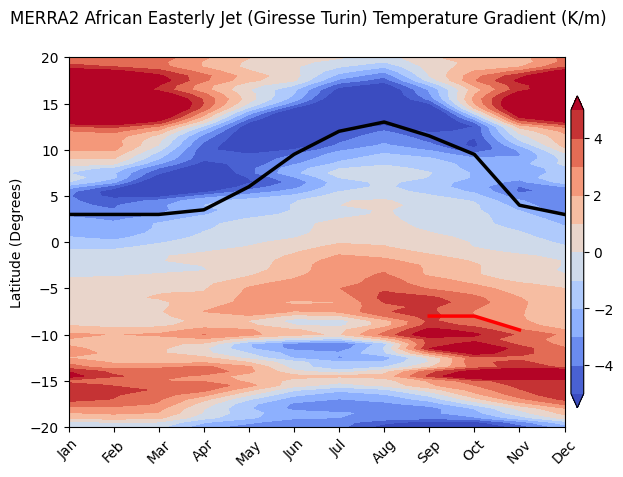 MERRA2 African Easterly Jet (Giresse Turin) Temperature Gradient (K/m)
Latitude (Degrees)
20
15
10
5
0
−5
−10
−15
−20
Jan
Feb
Mar
Apr
May
Jun
Jul
Aug
Sep
Oct
Nov
Dec
4
2
0
−2
−4